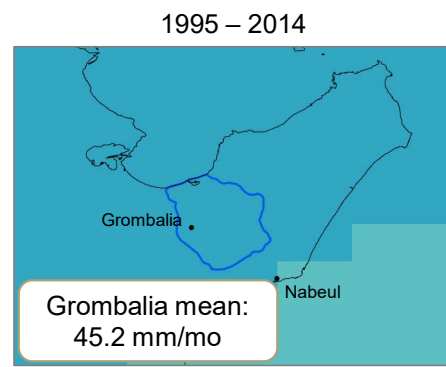 1995 – 2014
Grombalia
Nabeul
Grombalia mean:
45.2 mm/mo